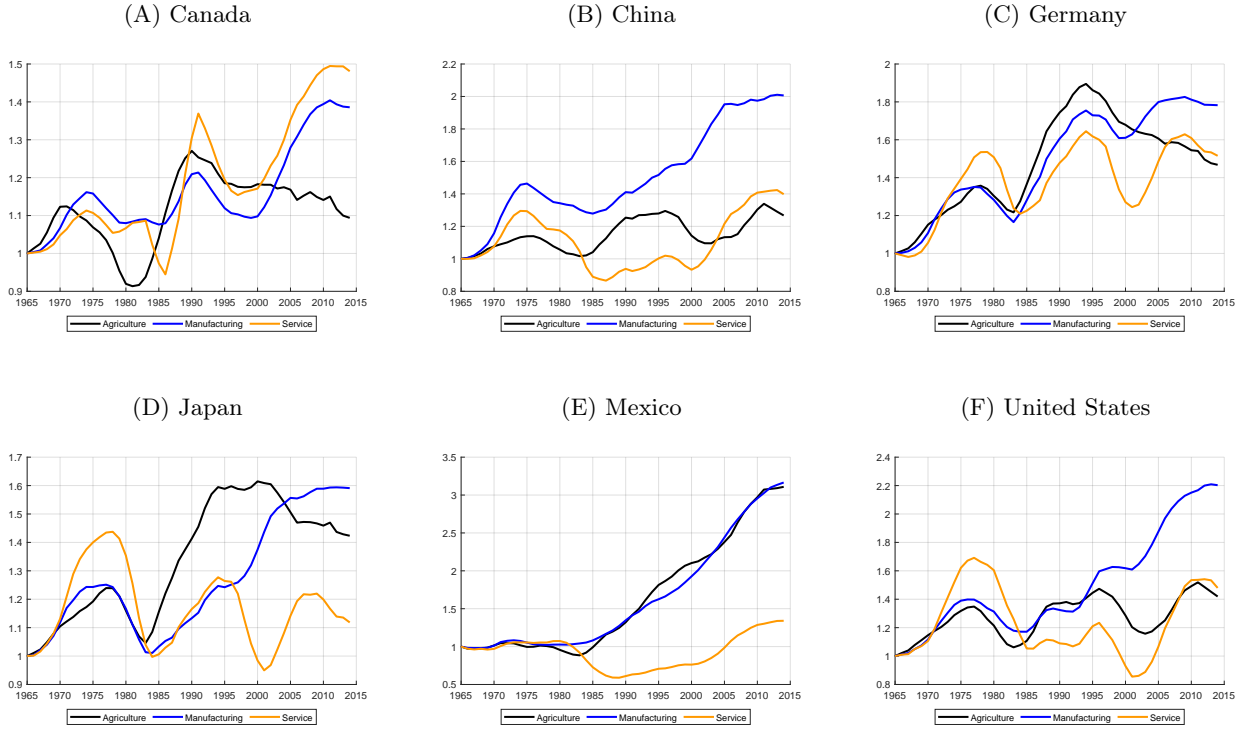 (A) Canada
1.5
1.4
1.3
1.2
1.1
1
0.9
1965 1970 1975 1980 1985 1990 1995 2000 2005 2010 2015
Agriculture Manufacturing Service
(B) China
2.2
2
1.8
1.6
1.4
1.2
1
0.8
1965 1970 1975 1980 1985 1990 1995 2000 2005 2010 2015
Agriculture Manufacturing Service
(C) Germany
2
1.8
1.6
1.4
1.2
1
0.8
1965 1970 1975 1980 1985 1990 1995 2000 2005 2010 2015
Agriculture Manufacturing Service
(D) Japan
1.7
1.6
1.5
1.4
1.3
1.2
1.1
1
0.9
1965 1970 1975 1980 1985 1990 1995 2000 2005 2010 2015
Agriculture Manufacturing Service
(E) Mexico
3.5
3
2.5
2
1.5
1
0.5
1965 1970 1975 1980 1985 1990 1995 2000 2005 2010 2015
Agriculture Manufacturing Service
(F) United States
2.4
2.2
2
1.8
1.6
1.4
1.2
1
0.8
1965 1970 1975 1980 1985 1990 1995 2000 2005 2010 2015
Agriculture Manufacturing Service